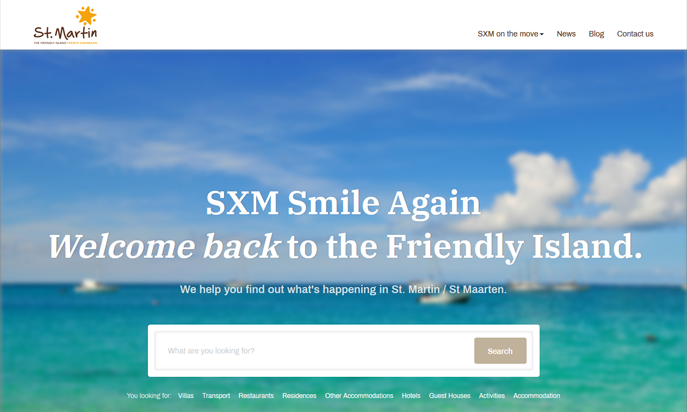 St. Martin
THE FRIENDLY ISLAND
SXM on the move News Blog Contact us
SXM Smile Again
Welcome back to the Friendly Island.
We help you find out what's happening in St. Martin / St Maarten.
What are you looking for?
Search
You looking for: Villas Transport Restaurants Residences Other Accommodations Hotels Guest Houses Activities Accommodation